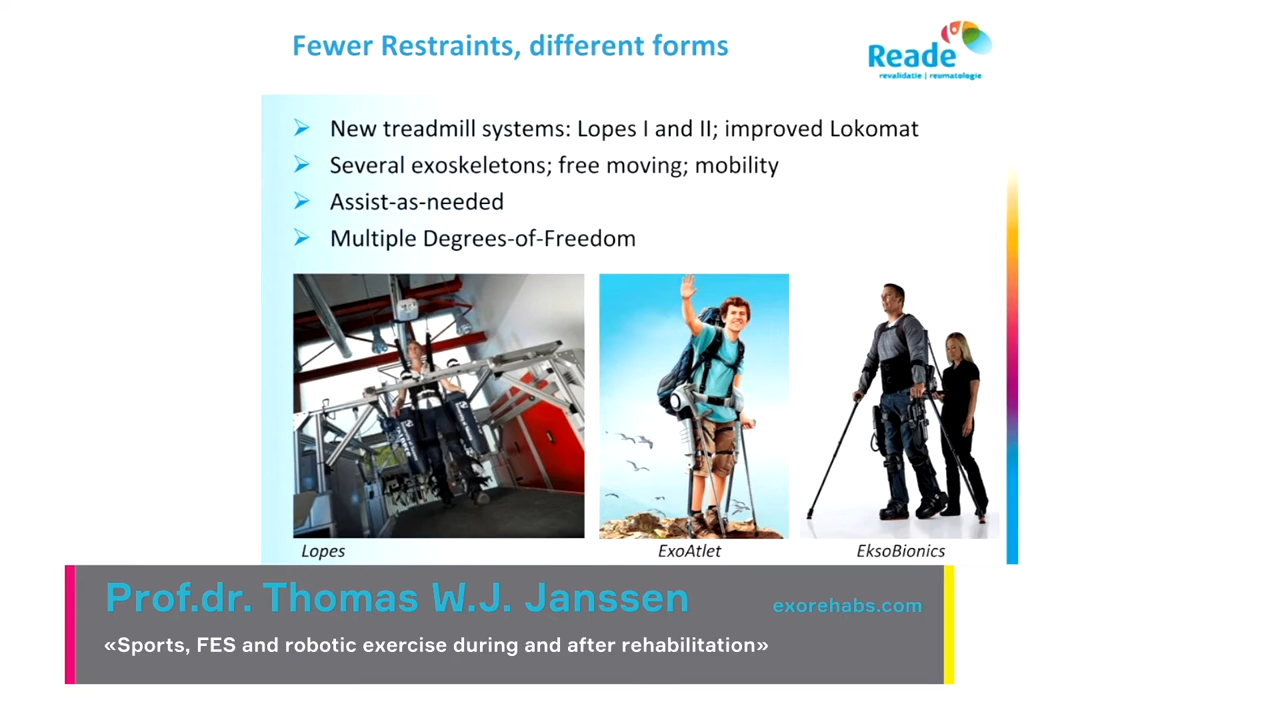 Fewer Restraints, different forms
Reade
revalidatie | reumatologie
New treadmill systems: Lopes I and II; improved Lokomat
Several exoskeletons; free moving; mobility
Assist-as-needed
Multiple Degrees-of-Freedom
Lopes
ExoAtlet
EksoBionics
Prof.dr. Thomas W.J. Janssen
exorehabs.com
«Sports, FES and robotic exercise during and after rehabilitation»